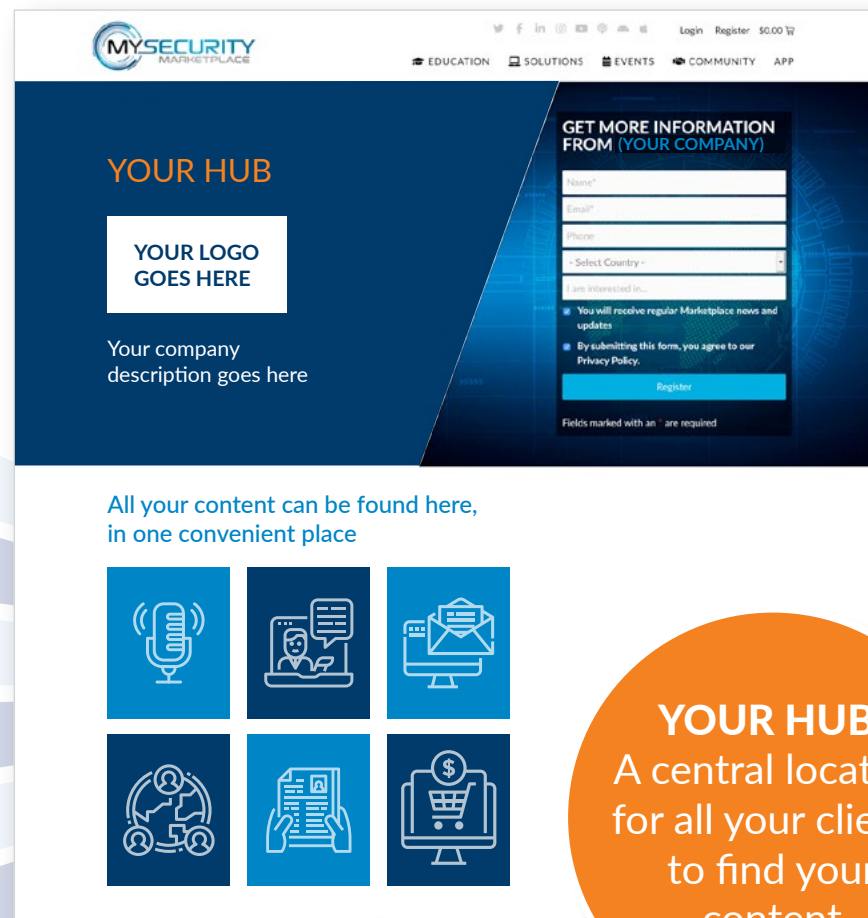 MYSECURITY
MARKETPLACE
Login Register $0.00
EDUCATION SOLUTIONS EVENTS COMMUNITY APP
YOUR HUB
YOUR LOGO
GOES HERE
Your company
description goes here
GET MORE INFORMATION
FROM (YOUR COMPANY)
Name*
Email*
Phone
- Select Country -
I am interested in...
You will receive regular Marketplace news and
updates
By submitting this form, you agree to our
Privacy Policy.
Register
Fields marked with an * are required
All your content can be found here,
in one convenient place
$
YOUR HUB
A central locat
for all your clie
to find your
content